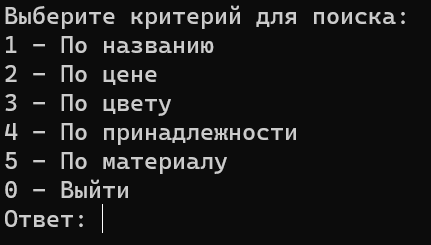 Выберите критерий для поиска:
1 – По названию
2 – По цене
3 – По цвету
4 – По принадлежности
5 – По материалу
0 – Выйти
Ответ: